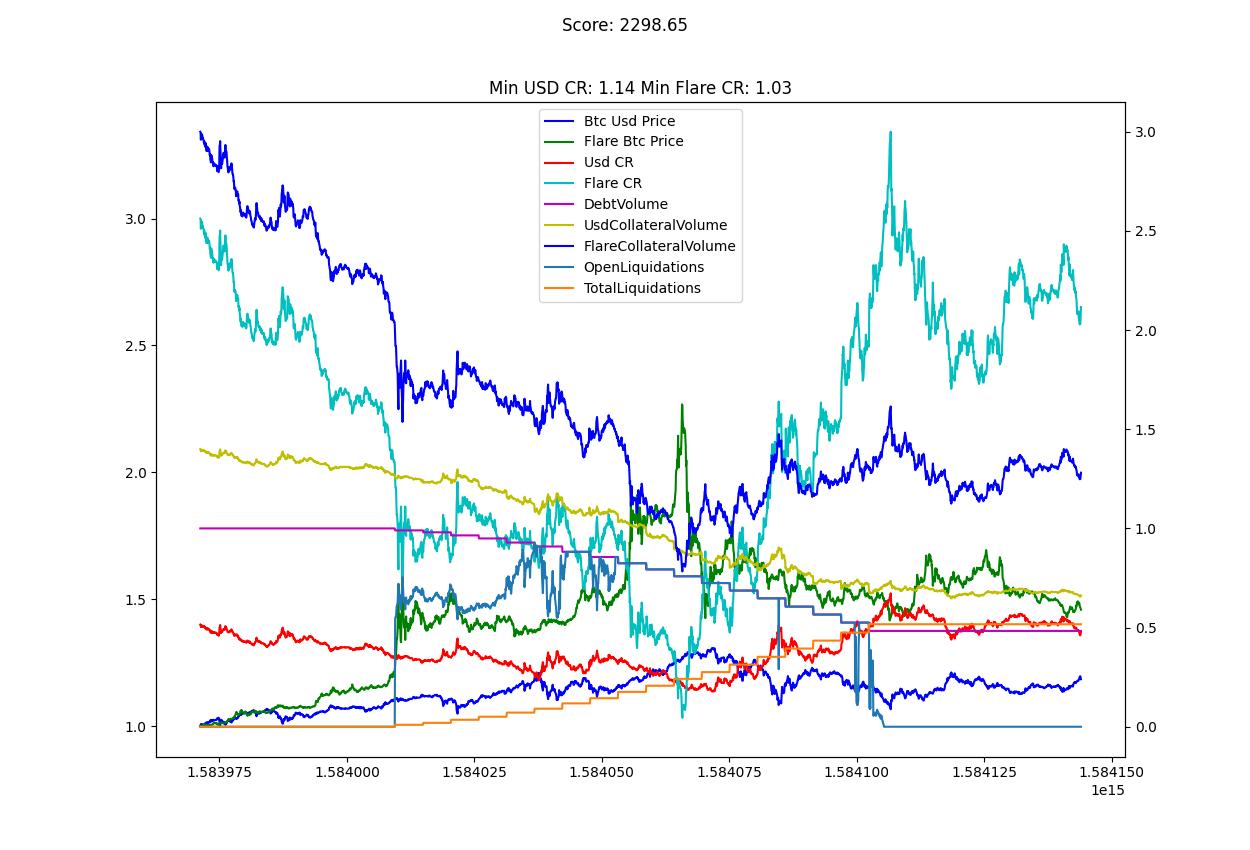 Score: 2298.65
Min USD CR: 1.14 Min Flare CR: 1.03
Btc Usd Price
Flare Btc Price
Usd CR
Flare CR
DebtVolume
UsdCollateralVolume
FlareCollateralVolume
OpenLiquidations
TotalLiquidations
3.0
2.5
2.0
1.5
1.0
3.0
2.5
2.0
1.5
1.0
0.5
0.0
1.583975 1.584000 1.584025 1.584050 1.584075 1.584100 1.584125 1.584150
1e15